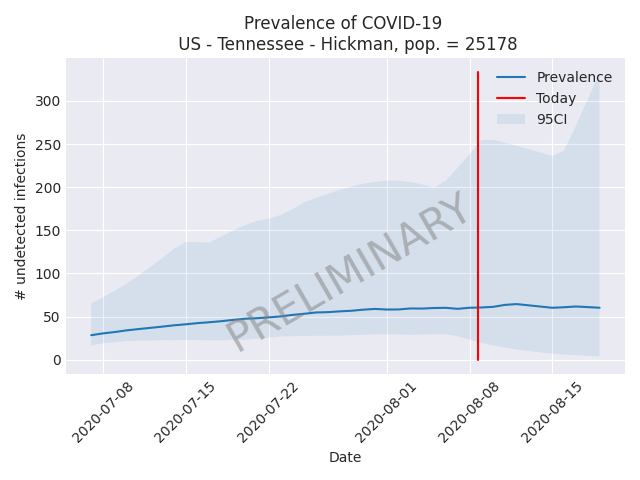 Prevalence of COVID-19
US - Tennessee - Hickman, pop. = 25178
Prevalence
Today
95CI
# undetected infections
300
250
200
150
100
50
0
PRELIMINARY
2020-07-08
2020-07-15
2020-07-22
2020-08-01
2020-08-08
2020-08-15
Date